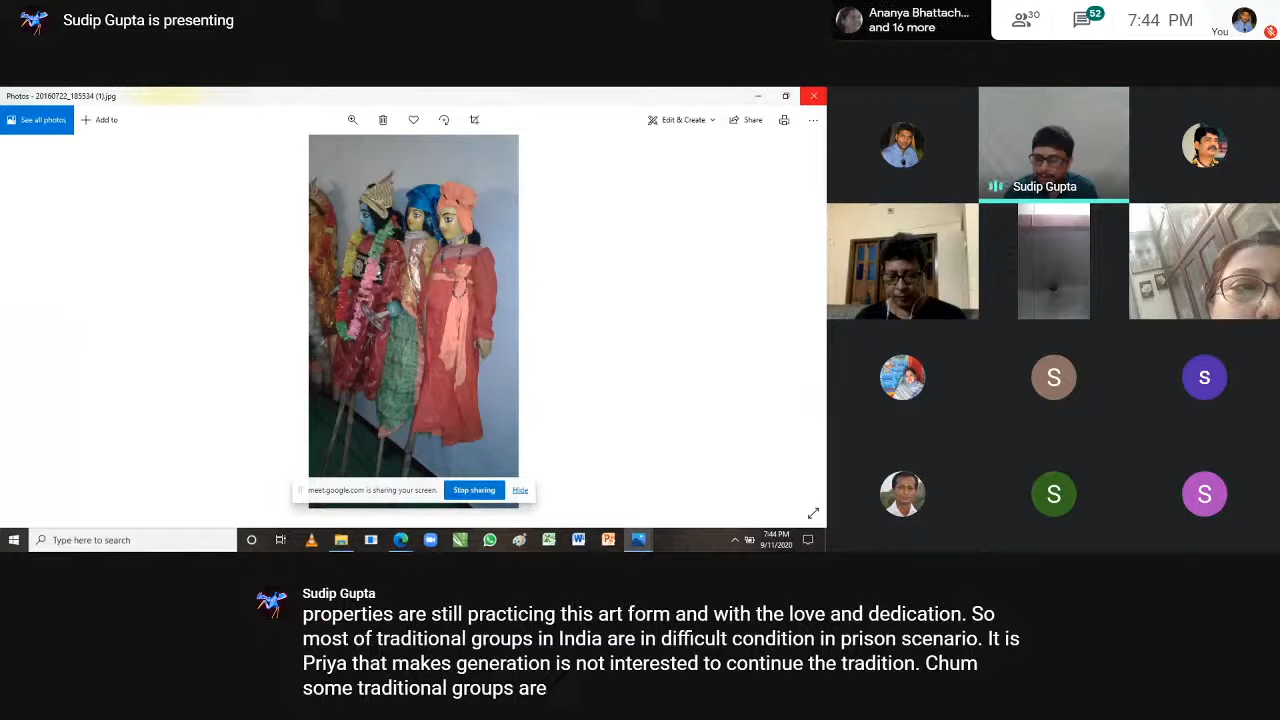 Sudip Gupta is presenting
Ananya Bhattach...
and 16 more
30
52
7:44 PM
You
Photos - 20160722_185534 (1).jpg
See all photos
Add to
Edit & Create
Share
Sudip Gupta
S
s
S
S
meet.google.com is sharing your screen.
Stop sharing
Hide
Type here to search
7:44 PM
9/11/2020
Sudip Gupta
properties are still practicing this art form and with the love and dedication. So
most of traditional groups in India are in difficult condition in prison scenario. It is
Priya that makes generation is not interested to continue the tradition. Chum
some traditional groups are